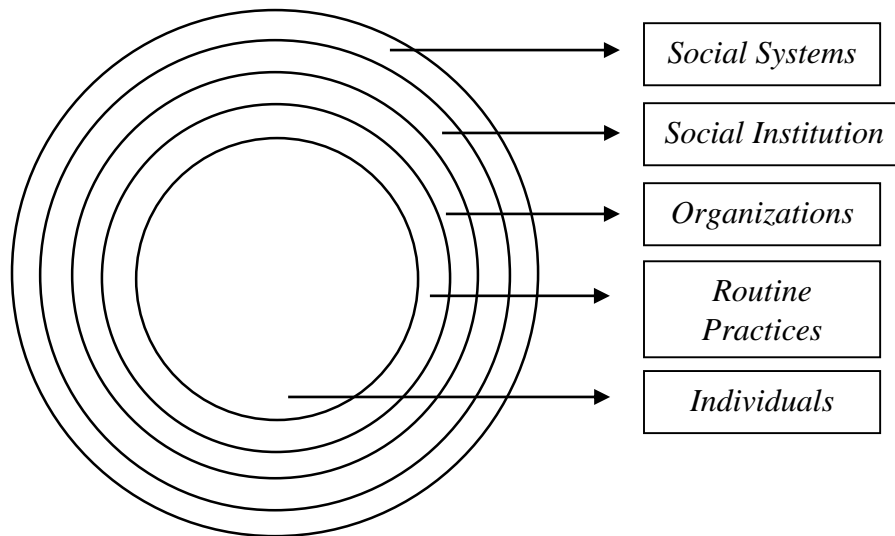 Social Systems
Social Institution
Organizations
Routine
Practices
Individuals